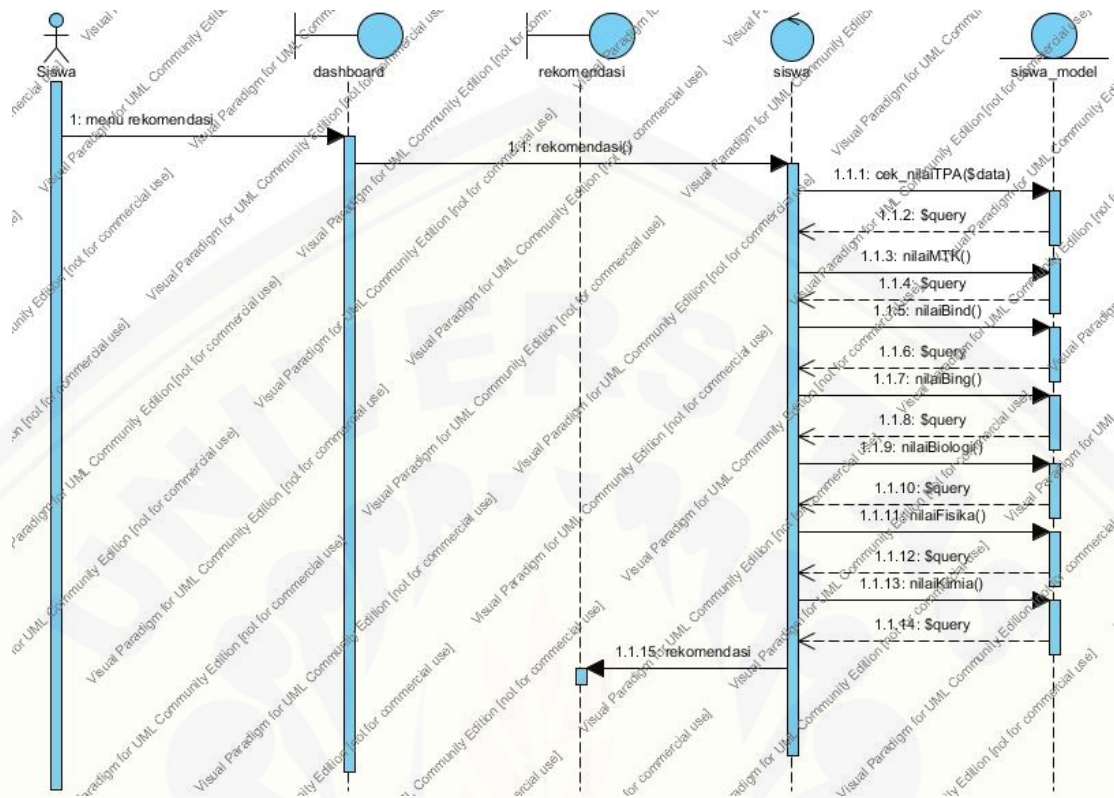 Siswa
dashboard
rekomendasi
siswa
siswa_model
1: menu rekomendasi
1.1: rekomendasi()
1.1.1: cek_nilaiTPA($data)
1.1.2: $query
1.1.3: nilaiMTK()
1.1.4: $query
1.1.5: nilaiBind()
1.1.6: $query
1.1.7: nilaiBing()
1.1.8: $query
1.1.9: nilaiBiologi()
1.1.10: $query
1.1.11: nilaiFisika()
1.1.12: $query
1.1.13: nilaiKimia()
1.1.14: $query
1.1.15: rekomendasi
Visual Paradigm for UML Community Edition [not for commercial use]
UNIVERSITAS